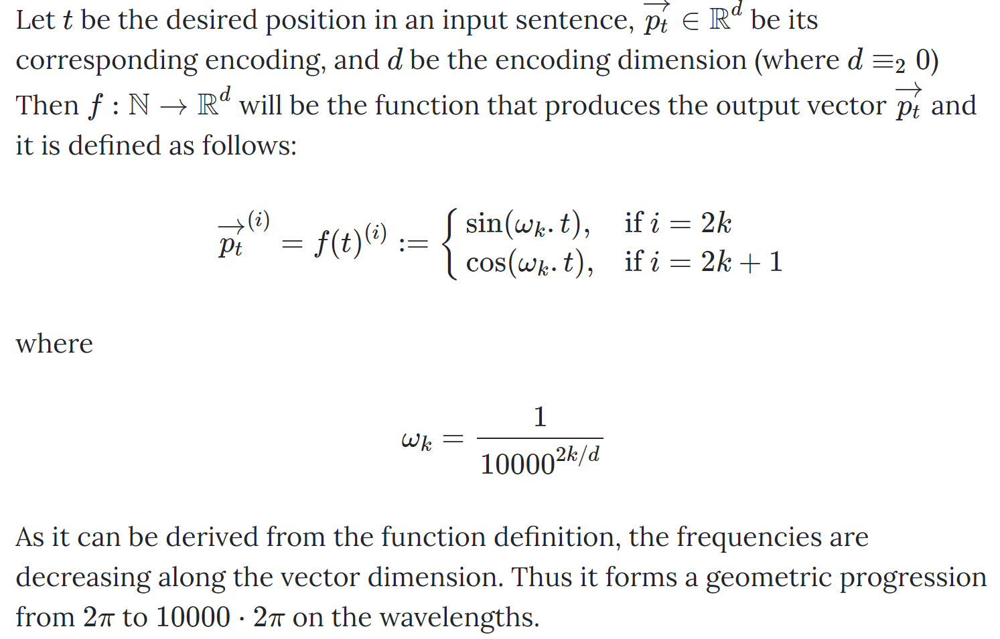 Let t be the desired position in an input sentence, $\overrightarrow{p_t} \in \mathbb{R}^d$ be its
corresponding encoding, and d be the encoding dimension (where $d \equiv_2 0$)
Then $f : \mathbb{N} \to \mathbb{R}^d$ will be the function that produces the output vector $\overrightarrow{p_t}$ and
it is defined as follows:
$\overrightarrow{p_t}^{(i)} = f(t)^{(i)} := \begin{cases} \sin(\omega_k . t), & \text{if } i = 2k \\ \cos(\omega_k . t), & \text{if } i = 2k + 1 \end{cases}$
where
$\omega_k = \frac{1}{10000^{2k/d}}$
As it can be derived from the function definition, the frequencies are
decreasing along the vector dimension. Thus it forms a geometric progression
from $2\pi$ to $10000 \cdot 2\pi$ on the wavelengths.